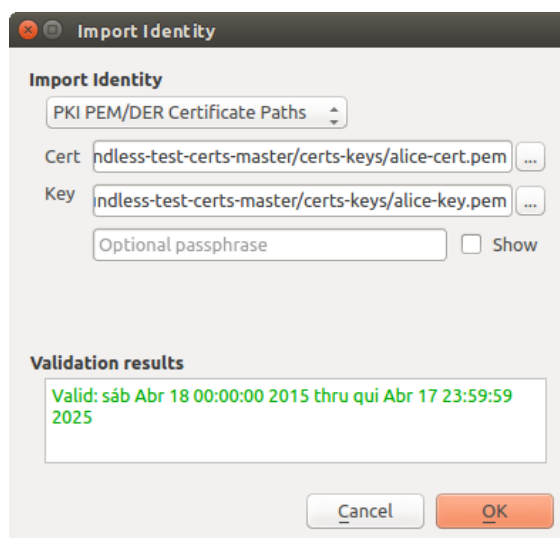 Import Identity
Import Identity
PKI PEM/DER Certificate Paths
Cert ndless-test-certs-master/certs-keys/alice-cert.pem ...
Key ndless-test-certs-master/certs-keys/alice-key.pem ...
Optional passphrase Show
Validation results
Valid: sáb Abr 18 00:00:00 2015 thru qui Abr 17 23:59:59
2025
Cancel OK